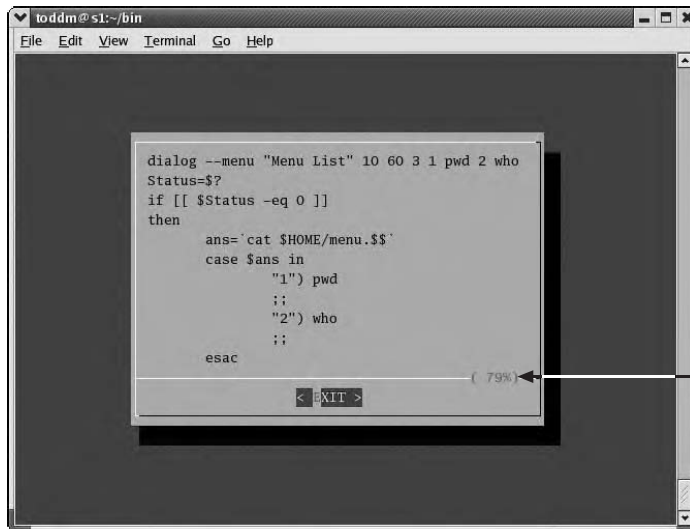 toddm@s1:~/bin
File Edit View Terminal Go Help
dialog --menu "Menu List" 10 60 3 1 pwd 2 who
Status=$?
if [[ $Status -eq 0 ]]
then
ans=`cat $HOME/menu.$$`
case $ans in
"1") pwd
;;
"2") who
;;
esac
( 79%)
< EXIT >